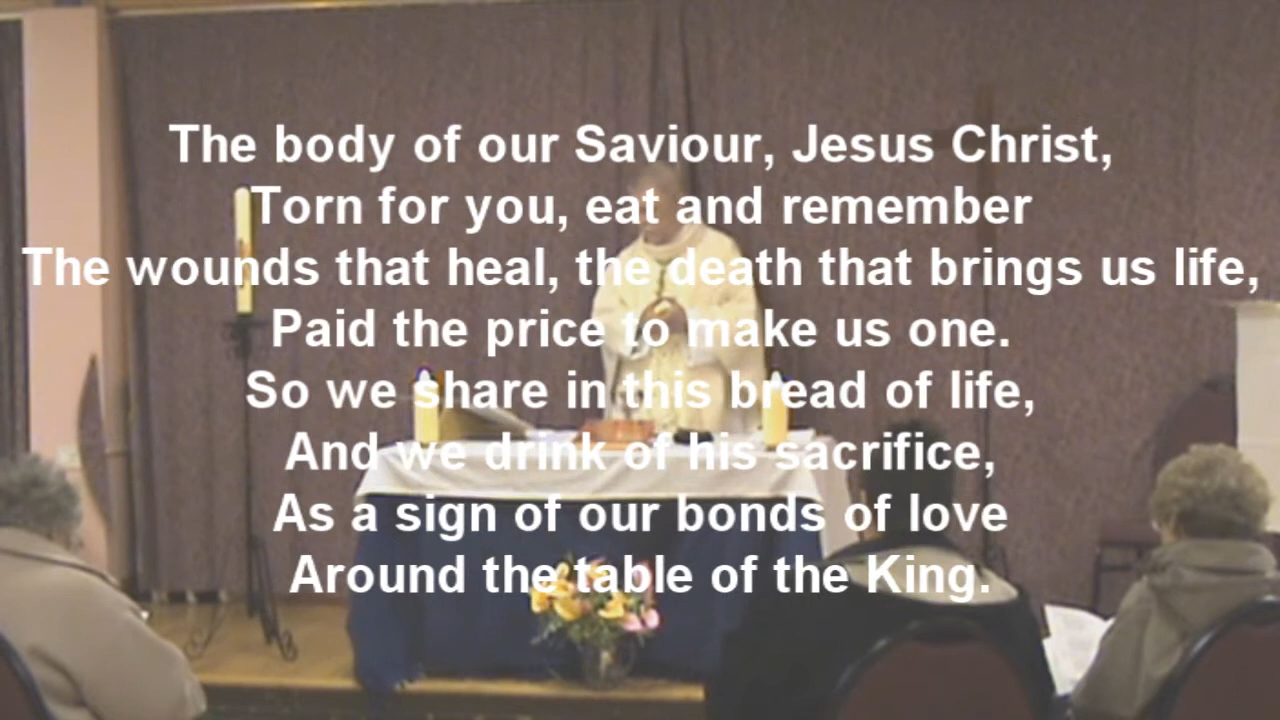 The body of our Saviour, Jesus Christ,
Torn for you, eat and remember
The wounds that heal, the death that brings us life,
Paid the price to make us one.
So we share in this bread of life,
And we drink of his sacrifice,
As a sign of our bonds of love
Around the table of the King.